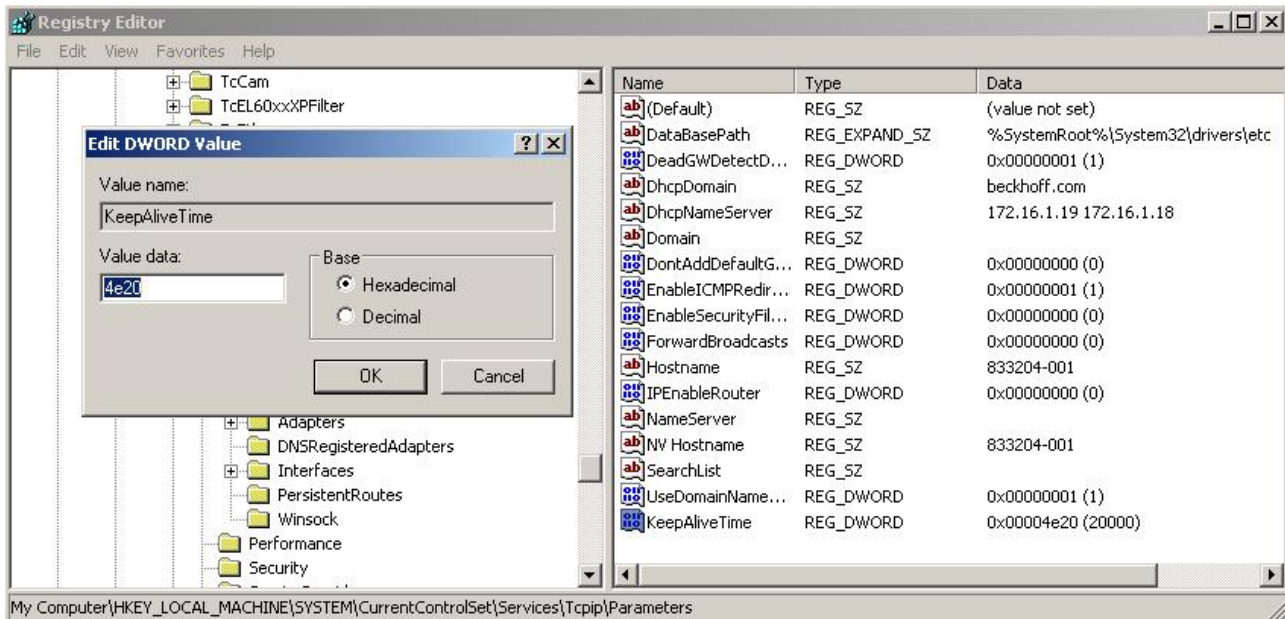 Registry Editor
File Edit View Favorites Help
TcCam
TcEL60xxXPFilter
Edit DWORD Value
Value name:
KeepAliveTime
Value data:
4e20
Base
Hexadecimal
Decimal
OK Cancel
Adapters
DNSRegisteredAdapters
Interfaces
PersistentRoutes
Winsock
Performance
Security
Name Type Data
(Default) REG_SZ (value not set)
DataBasePath REG_EXPAND_SZ %SystemRoot%\System32\drivers\etc
DeadGWDetectD... REG_DWORD 0x00000001 (1)
DhcpDomain REG_SZ beckhoff.com
DhcpNameServer REG_SZ 172.16.1.19 172.16.1.18
Domain REG_SZ
DontAddDefaultG... REG_DWORD 0x00000000 (0)
EnableICMPRedir... REG_DWORD 0x00000001 (1)
EnableSecurityFil... REG_DWORD 0x00000000 (0)
ForwardBroadcasts REG_DWORD 0x00000000 (0)
Hostname REG_SZ 833204-001
IPEnableRouter REG_DWORD 0x00000000 (0)
NameServer REG_SZ
NV Hostname REG_SZ 833204-001
SearchList REG_SZ
UseDomainName... REG_DWORD 0x00000001 (1)
KeepAliveTime REG_DWORD 0x00004e20 (20000)
My Computer\HKEY_LOCAL_MACHINE\SYSTEM\CurrentControlSet\Services\Tcpip\Parameters